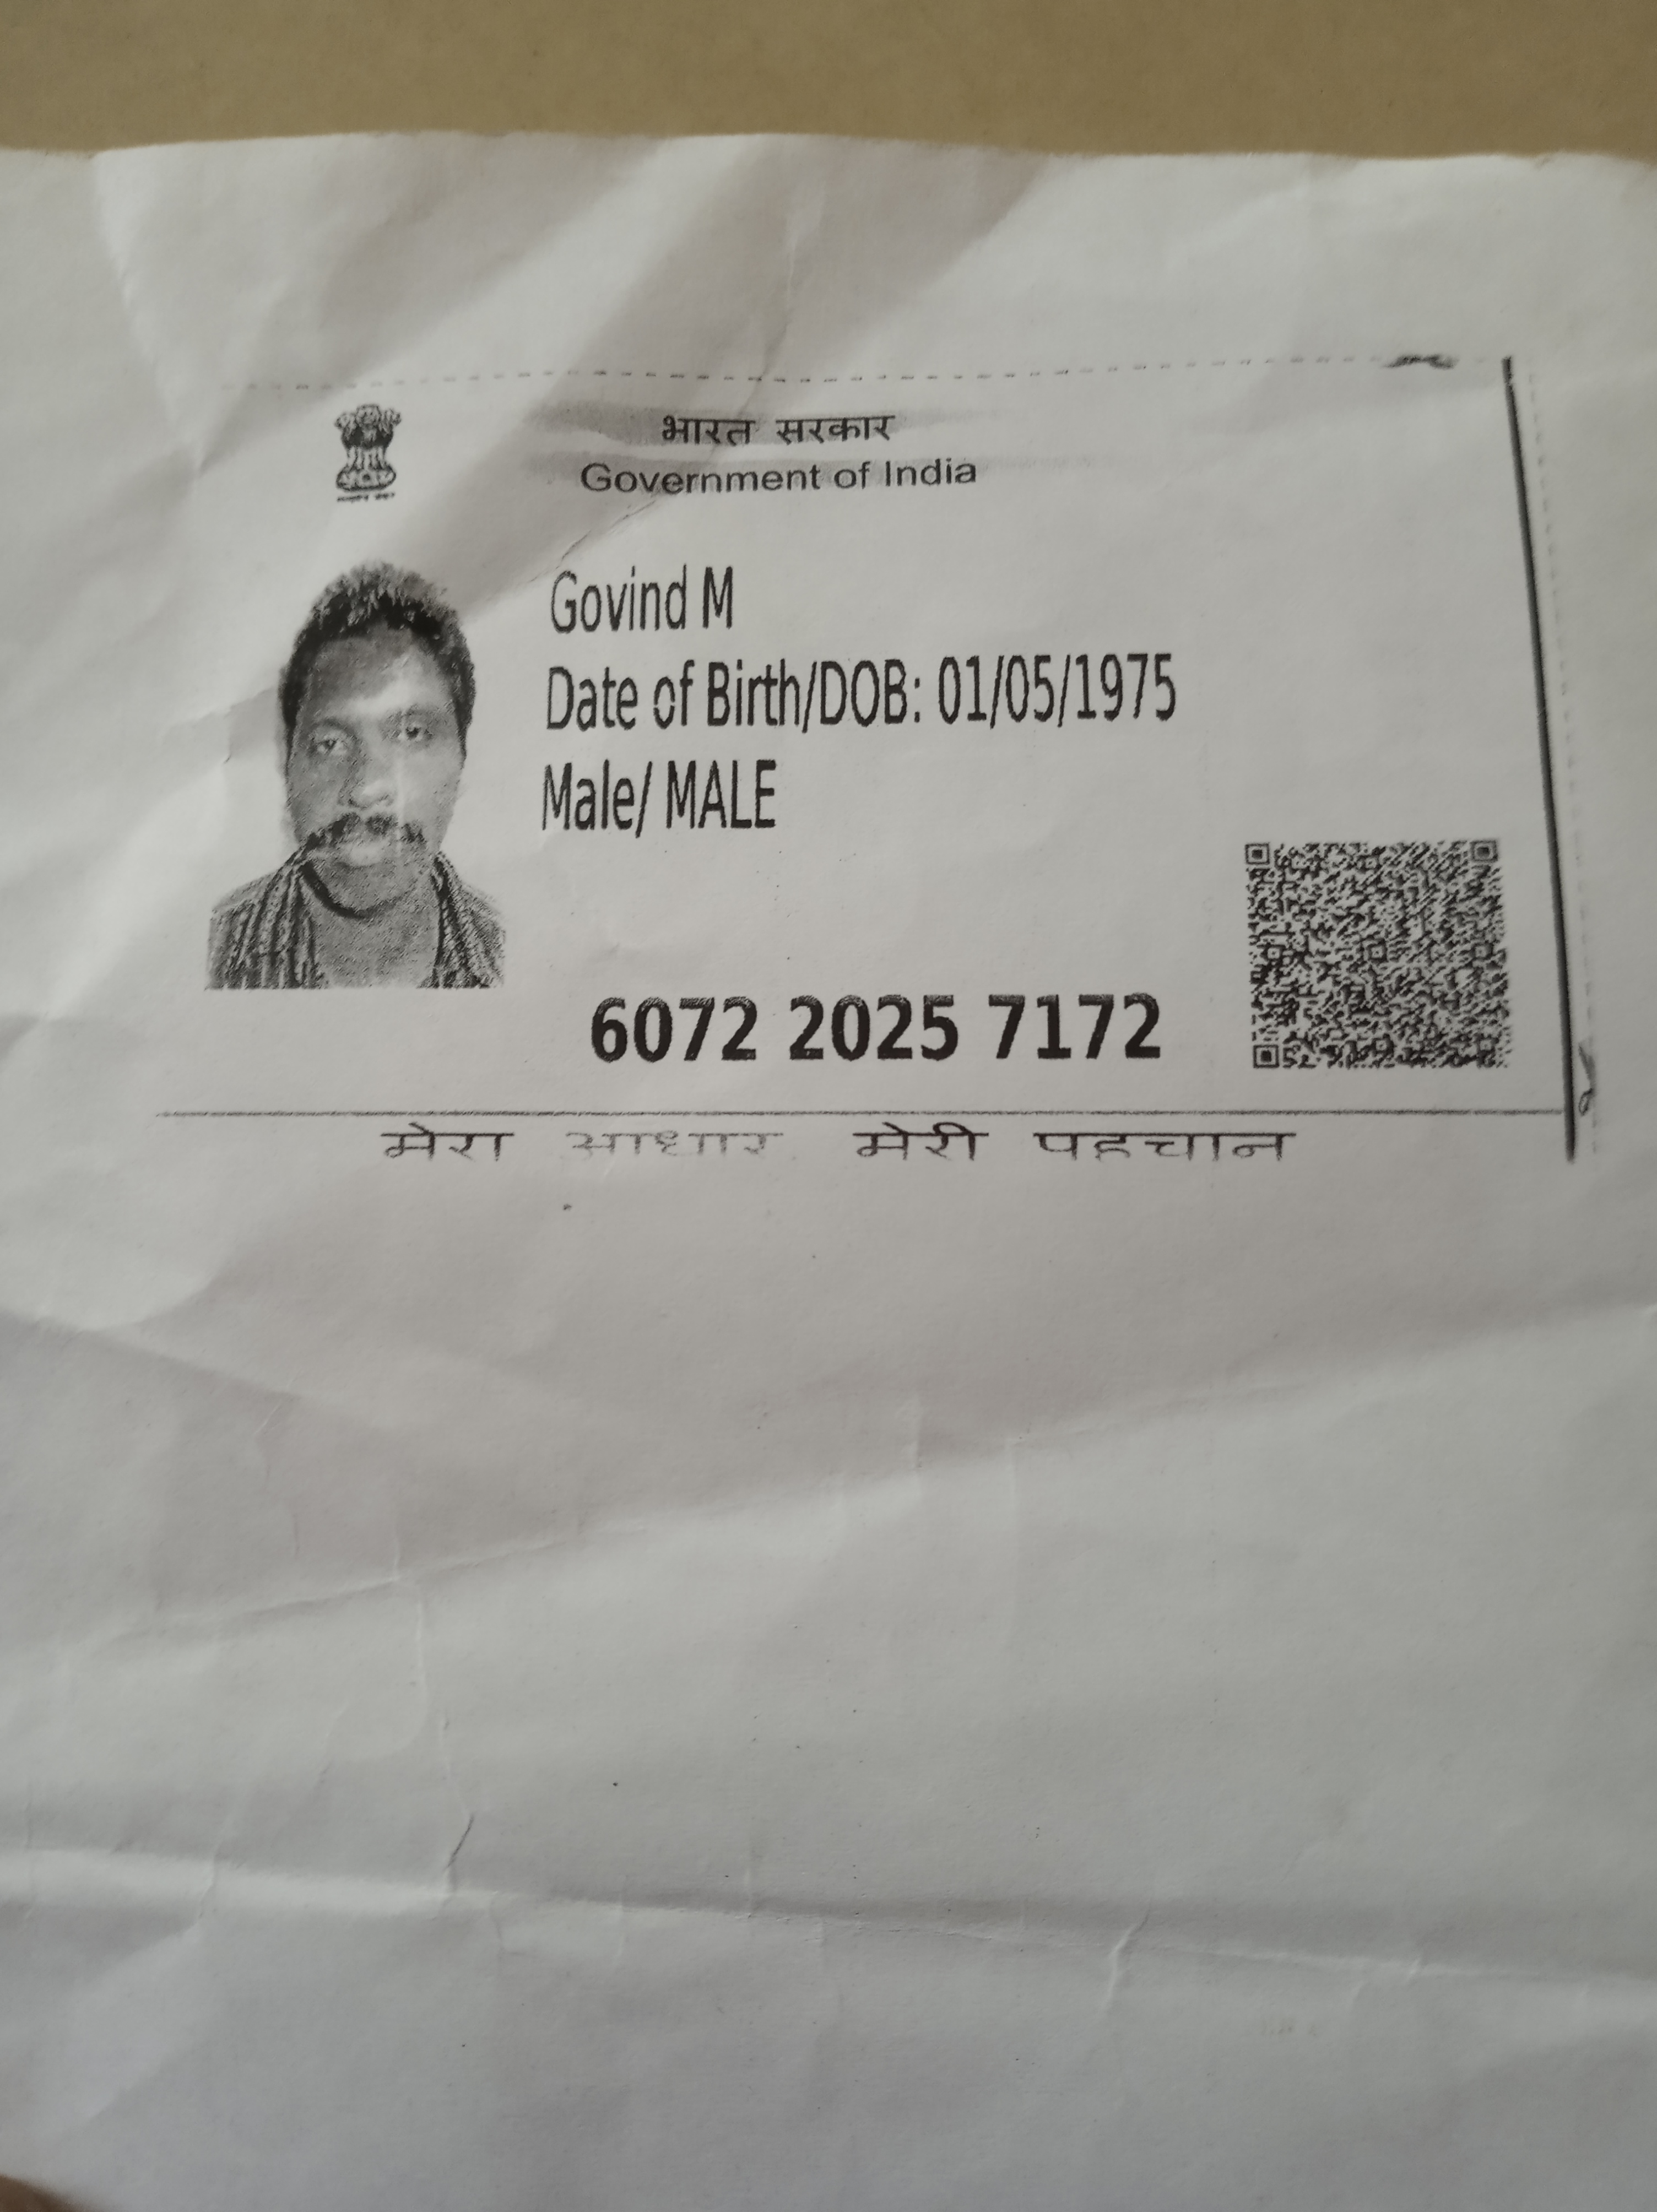 भारत सरकार
Government of India
Govind M
Date of Birth/DOB: 01/05/1975
Male/ MALE
6072 2025 7172
मेरा आधार मेरी पहचान